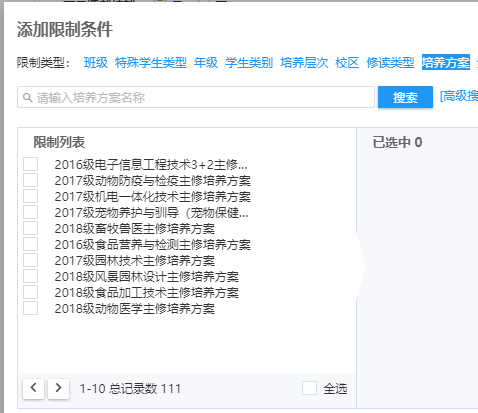 添加限制条件
限制类型： 班级 特殊学生类型 年级 学生类别 培养层次 校区 修读类型 培养方案
请输入培养方案名称 搜索 [高级搜
限制列表 已选中 0
2016级电子信息工程技术3+2主修...
2017级动物防疫与检疫主修培养方案
2017级机电一体化技术主修培养方案
2017级宠物养护与驯导（宠物保健...
2018级畜牧兽医主修培养方案
2016级食品营养与检测主修培养方案
2017级园林技术主修培养方案
2018级风景园林设计主修培养方案
2018级食品加工技术主修培养方案
2018级动物医学主修培养方案
1-10 总记录数 111 全选